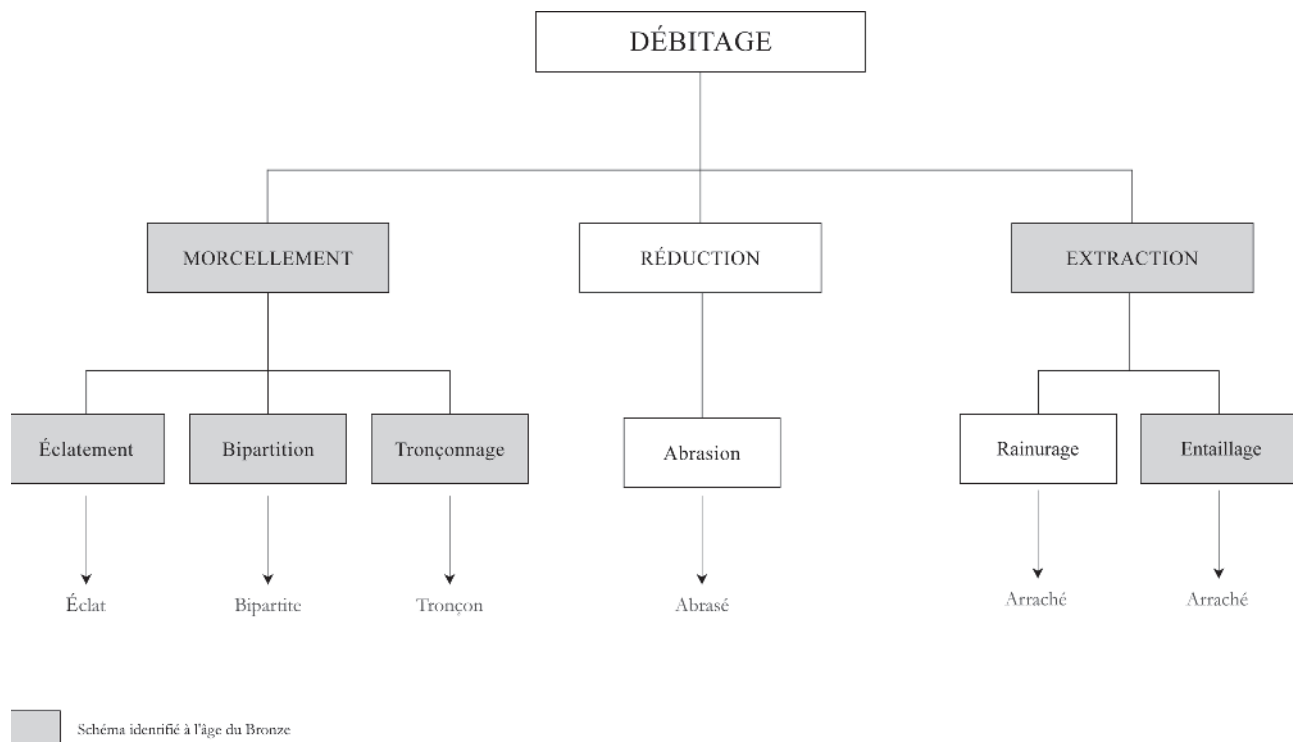 DÉBITAGE
MORCELLEMENT
RÉDUCTION
EXTRACTION
Éclatement
Bipartition
Tronçonnage
Abrasion
Rainurage
Entaillage
Éclat
Bipartite
Tronçon
Abrasé
Arraché
Arraché
Schéma identifié à l'âge du Bronze